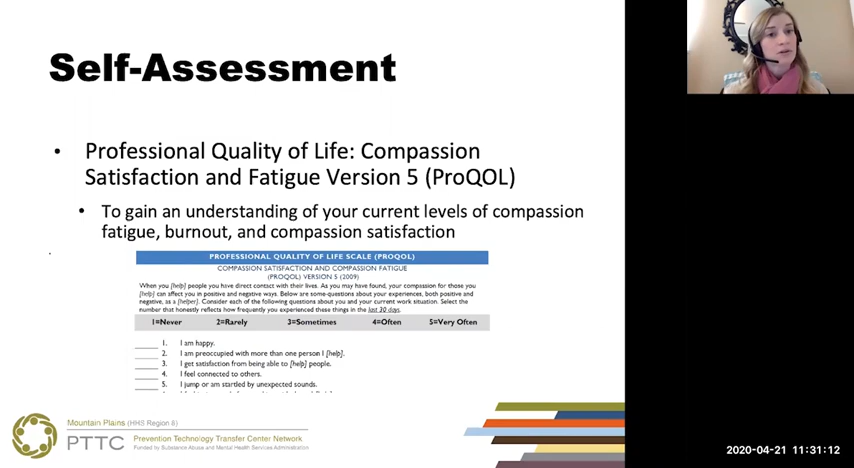 Self-Assessment
• Professional Quality of Life: Compassion
Satisfaction and Fatigue Version 5 (ProQOL)
• To gain an understanding of your current levels of compassion
fatigue, burnout, and compassion satisfaction
PROFESSIONAL QUALITY OF LIFE SCALE (PROQOL)
COMPASSION SATISFACTION AND COMPASSION FATIGUE
(PROQOL) VERSION 5 (2009)
When you [help] people you have direct contact with their lives. As you may have found, your compassion for those you
[help] can affect you in positive and negative ways. Below are some-questions about your experiences, both positive and
negative, as a [helper]. Consider each of the following questions about you and your current work situation. Select the
number that honestly reflects how frequently you experienced these things in the last 30 days.
1=Never 2=Rarely 3=Sometimes 4=Often 5=Very Often
1. I am happy.
2. I am preoccupied with more than one person I [help].
3. I get satisfaction from being able to [help] people.
4. I feel connected to others.
5. I jump or am startled by unexpected sounds.
Mountain Plains (HHS Region 8)
PTTC Prevention Technology Transfer Center Network
Funded by Substance Abuse and Mental Health Services Administration
2020-04-21 11:31:12